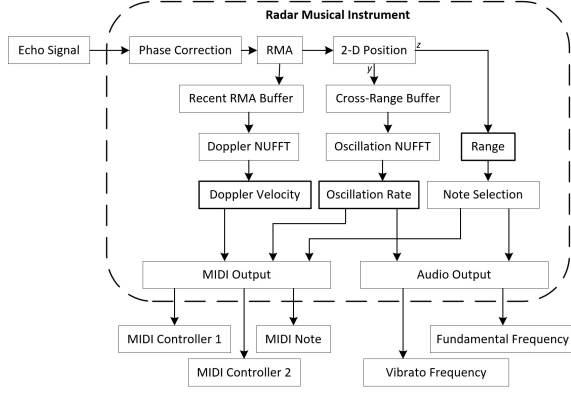 Radar Musical Instrument
Echo Signal
Phase Correction
RMA
2-D Position
z
y
Recent RMA Buffer
Cross-Range Buffer
Doppler NUFFT
Oscillation NUFFT
Range
Doppler Velocity
Oscillation Rate
Note Selection
MIDI Output
Audio Output
MIDI Controller 1
MIDI Note
Fundamental Frequency
MIDI Controller 2
Vibrato Frequency